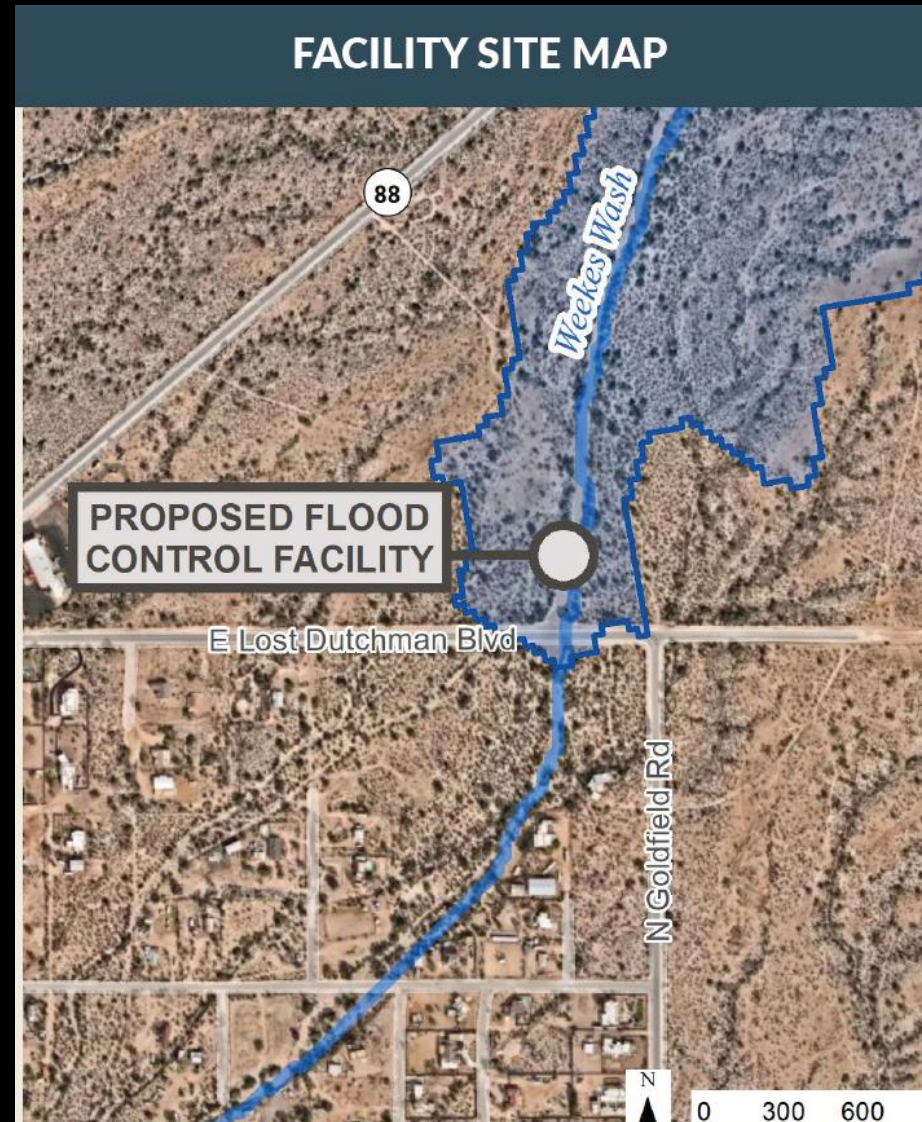 FACILITY SITE MAP
88
Weekes Wash
PROPOSED FLOOD
CONTROL FACILITY
E Lost Dutchman Blvd
N Goldfield Rd
N
0 300 600